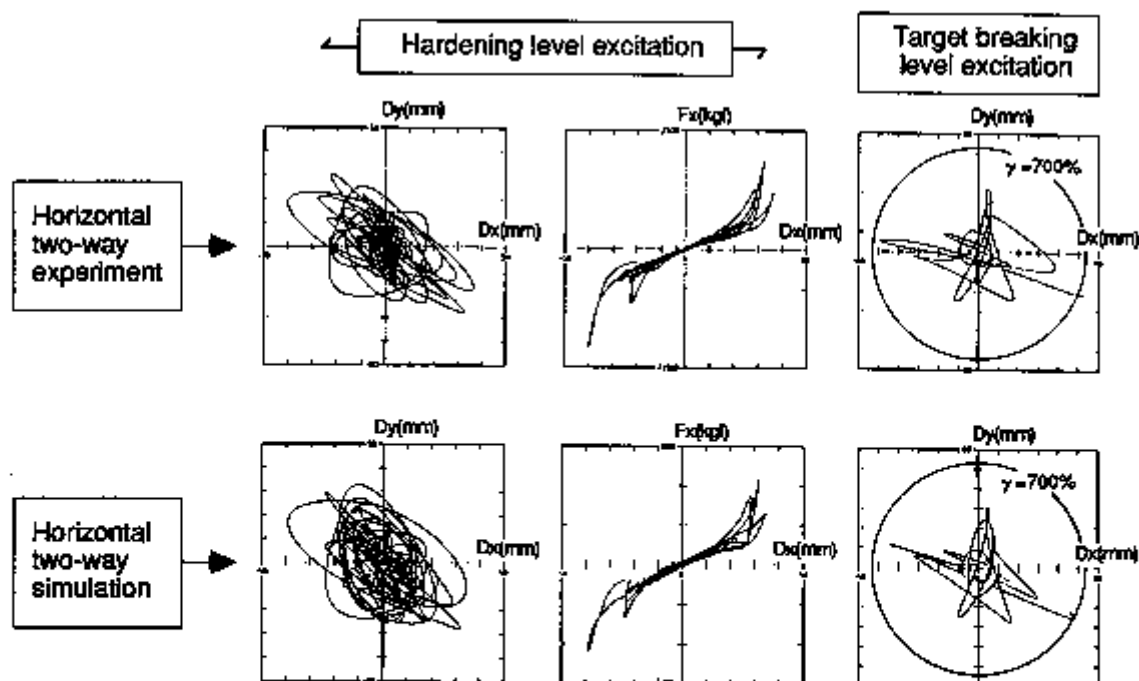 Hardening level excitation
Target breaking
level excitation
Dy(mm)
Fx(kgf)
Dy(mm)
γ=700%
Horizontal
two-way
experiment
Dx(mm)
Dx(mm)
Dx(mm)
Dy(mm)
Fx(kgf)
Dy(mm)
γ=700%
Horizontal
two-way
simulation
Dx(mm)
Dx(mm)
Dx(mm)